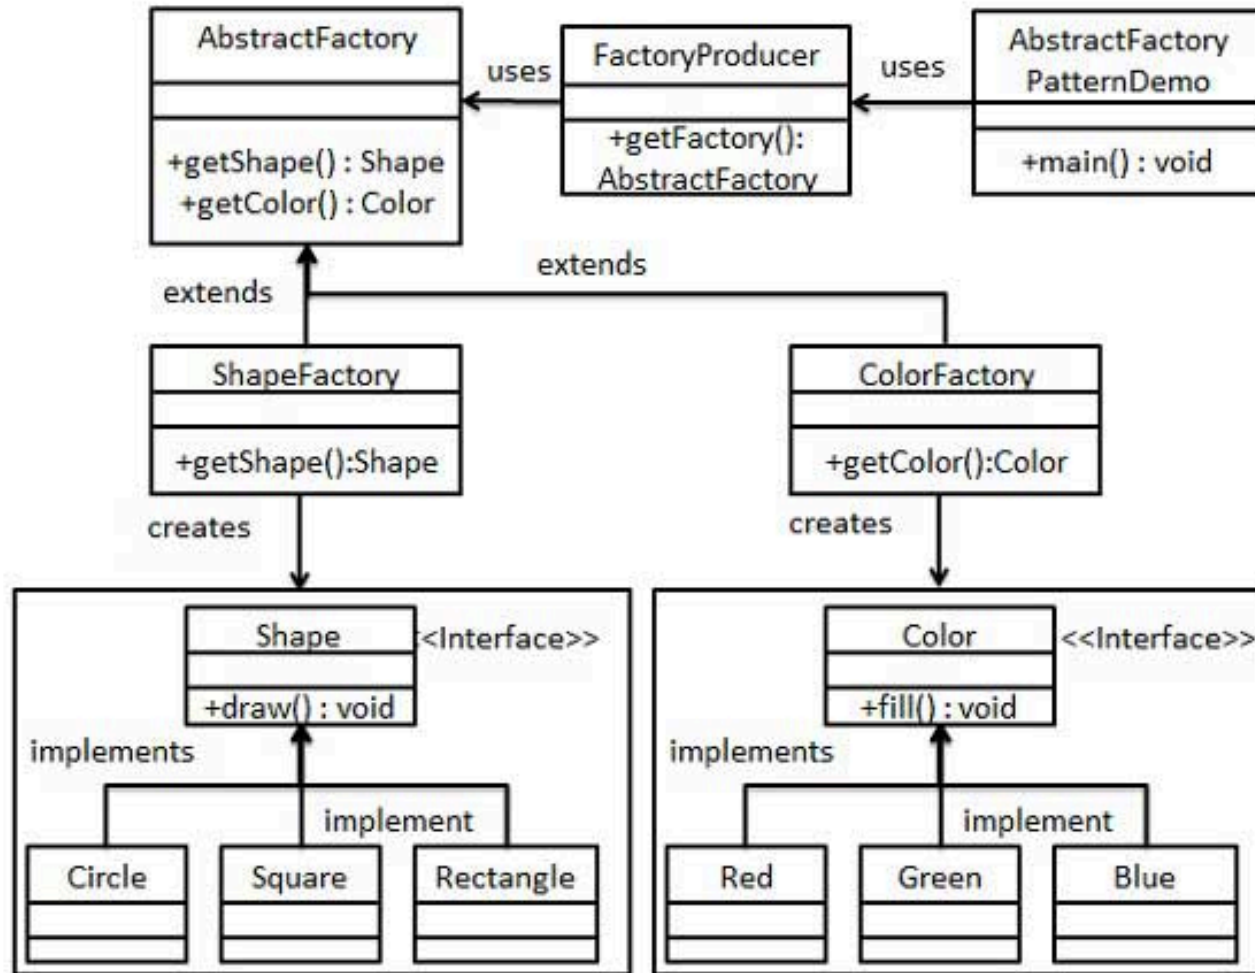 AbstractFactory
+getShape() : Shape
+getColor() : Color
uses
FactoryProducer
+getFactory():
AbstractFactory
uses
AbstractFactory
PatternDemo
+main() : void
extends
extends
ShapeFactory
+getShape():Shape
ColorFactory
+getColor():Color
creates
creates
Shape
<<Interface>>
+draw() : void
implements
implement
Circle
Square
Rectangle
Color
<<Interface>>
+fill() : void
implements
implement
Red
Green
Blue